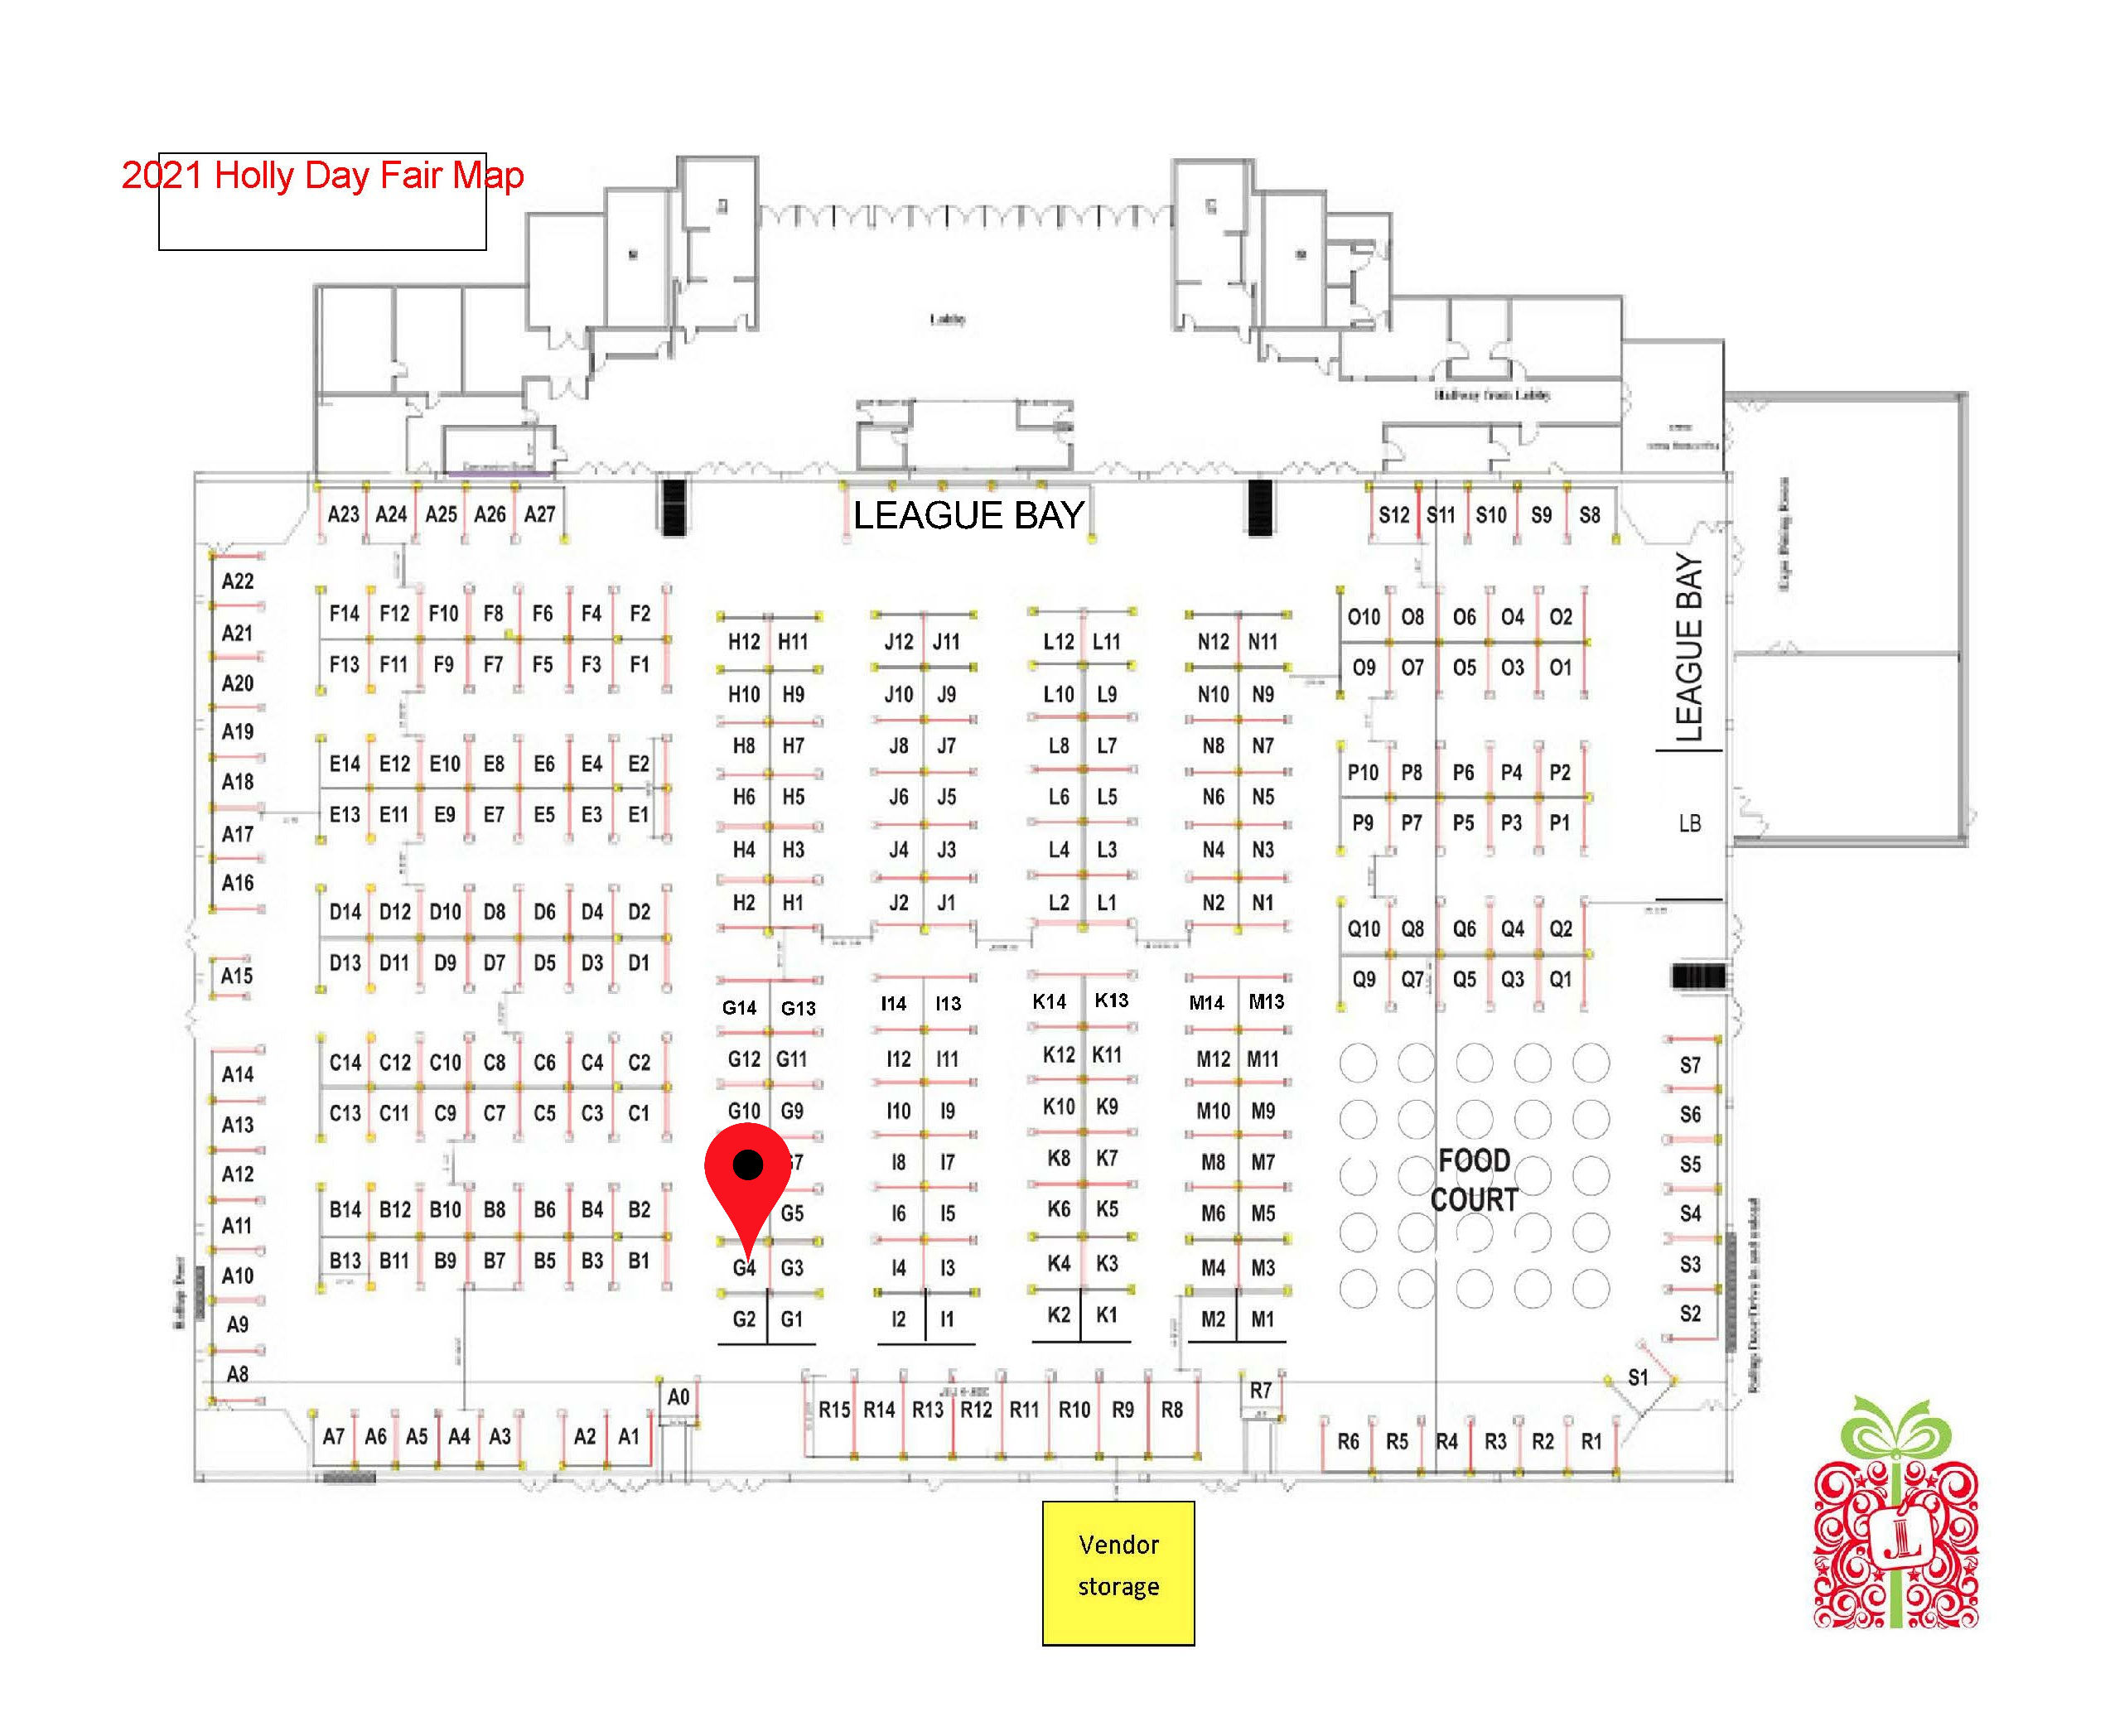 2021 Holly Day Fair Map
Lobby
Hallway from Lobby
LEAGUE BAY
A23 A24 A25 A26 A27
S12 S11 S10 S9 S8
LEAGUE BAY
LB
A22
A21
A20
A19
A18
A17
A16
A15
A14
A13
A12
A11
A10
A9
A8
F14 F12 F10 F8 F6 F4 F2
F13 F11 F9 F7 F5 F3 F1
E14 E12 E10 E8 E6 E4 E2
E13 E11 E9 E7 E5 E3 E1
D14 D12 D10 D8 D6 D4 D2
D13 D11 D9 D7 D5 D3 D1
C14 C12 C10 C8 C6 C4 C2
C13 C11 C9 C7 C5 C3 C1
B14 B12 B10 B8 B6 B4 B2
B13 B11 B9 B7 B5 B3 B1
H12 H11
H10 H9
H8 H7
H6 H5
H4 H3
H2 H1
G14 G13
G12 G11
G10 G9
G7
G5
G4 G3
G2 G1
J12 J11
J10 J9
J8 J7
J6 J5
J4 J3
J2 J1
I14 I13
I12 I11
I10 I9
I8 I7
I6 I5
I4 I3
I2 I1
L12 L11
L10 L9
L8 L7
L6 L5
L4 L3
L2 L1
K14 K13
K12 K11
K10 K9
K8 K7
K6 K5
K4 K3
K2 K1
N12 N11
N10 N9
N8 N7
N6 N5
N4 N3
N2 N1
M14 M13
M12 M11
M10 M9
M8 M7
M6 M5
M4 M3
M2 M1
O10 O8 O6 O4 O2
O9 O7 O5 O3 O1
P10 P8 P6 P4 P2
P9 P7 P5 P3 P1
Q10 Q8 Q6 Q4 Q2
Q9 Q7 Q5 Q3 Q1
FOOD
COURT
S7
S6
S5
S4
S3
S2
S1
A7 A6 A5 A4 A3 A2 A1
A0
R15 R14 R13 R12 R11 R10 R9 R8
R7
R6 R5 R4 R3 R2 R1
Vendor
storage
JL